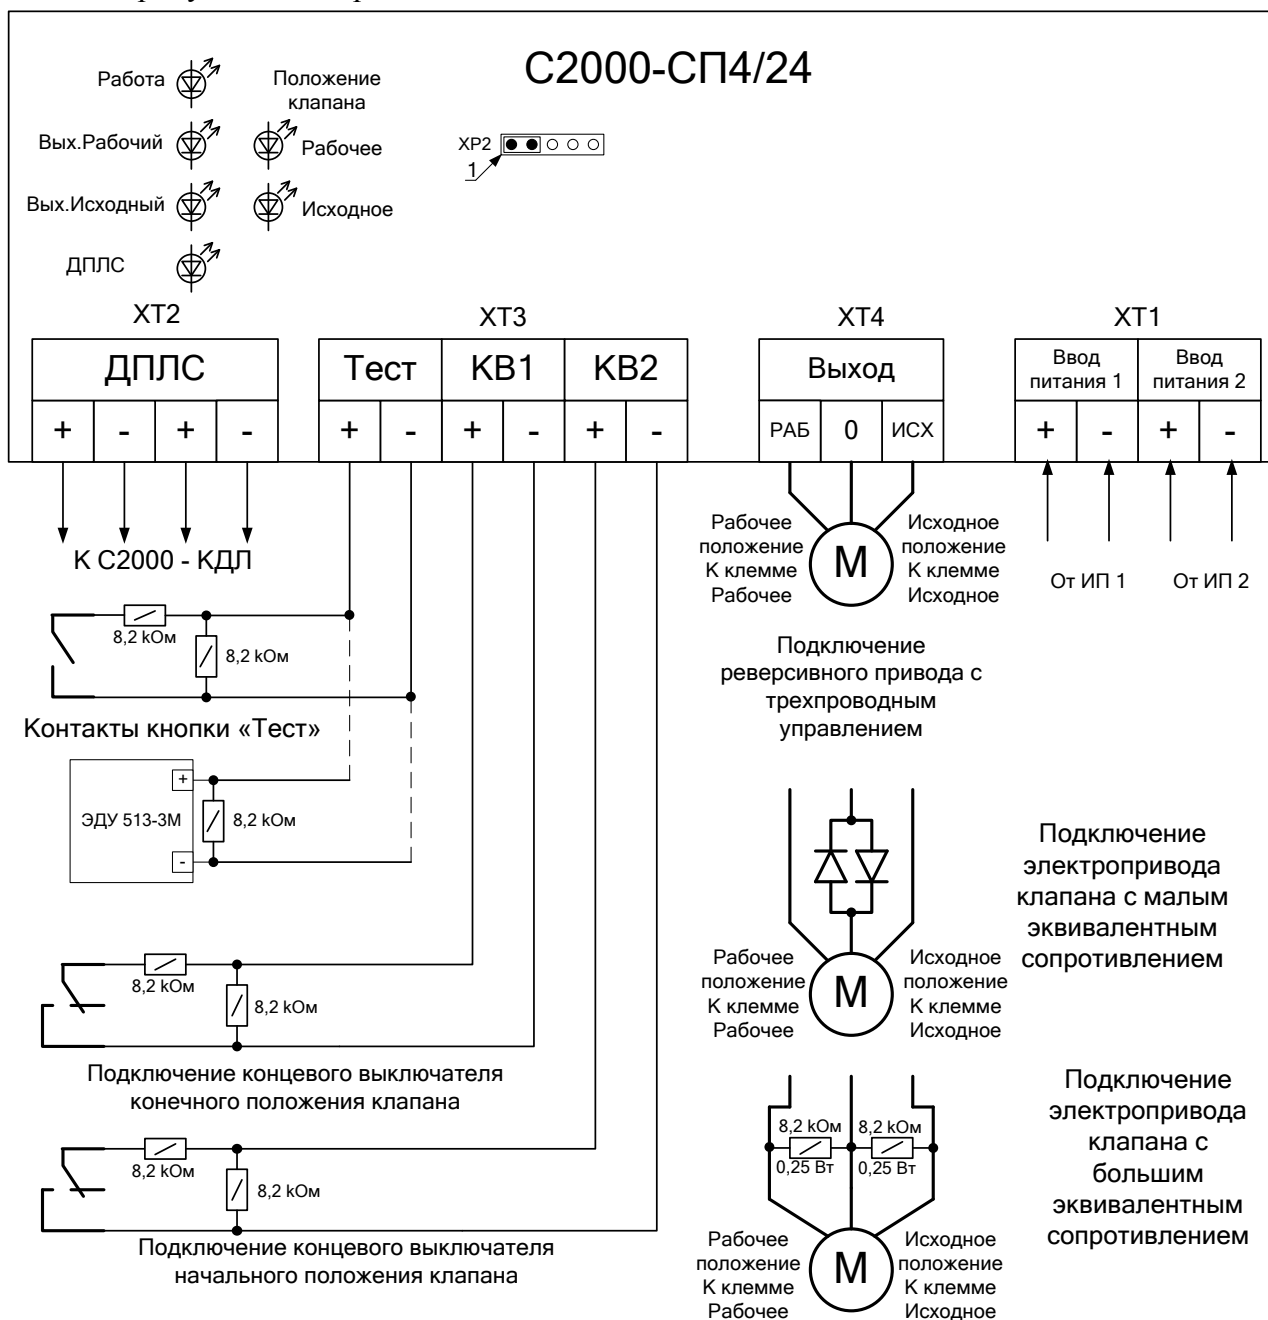 С2000-СП4/24
Работа
Положение
клапана
Вых.Рабочий
Рабочее
XP2
1
Вых.Исходный
Исходное
ДПЛС
XT2
XT3
XT4
XT1
ДПЛС
Тест
КВ1
КВ2
Выход
Ввод
питания 1
Ввод
питания 2
+ - + -
+ - + - + -
РАБ 0 ИСХ
+ - + -
К С2000 - КДЛ
Рабочее
положение
К клемме
Рабочее
М
Исходное
положение
К клемме
Исходное
От ИП 1
От ИП 2
8,2 kОм
8,2 kОм
Контакты кнопки «Тест»
Подключение
реверсивного привода с
трехпроводным
управлением
ЭДУ 513-3М
+
-
8,2 kОм
Подключение
электропривода
клапана с малым
эквивалентным
сопротивлением
Рабочее
положение
К клемме
Рабочее
М
Исходное
положение
К клемме
Исходное
8,2 kОм
8,2 kОм
Подключение концевого выключателя
конечного положения клапана
8,2 kОм
8,2 kОм
Подключение концевого выключателя
начального положения клапана
8,2 kОм
0,25 Вт
8,2 kОм
0,25 Вт
Подключение
электропривода
клапана с
большим
эквивалентным
сопротивлением
Рабочее
положение
К клемме
Рабочее
М
Исходное
положение
К клемме
Исходное